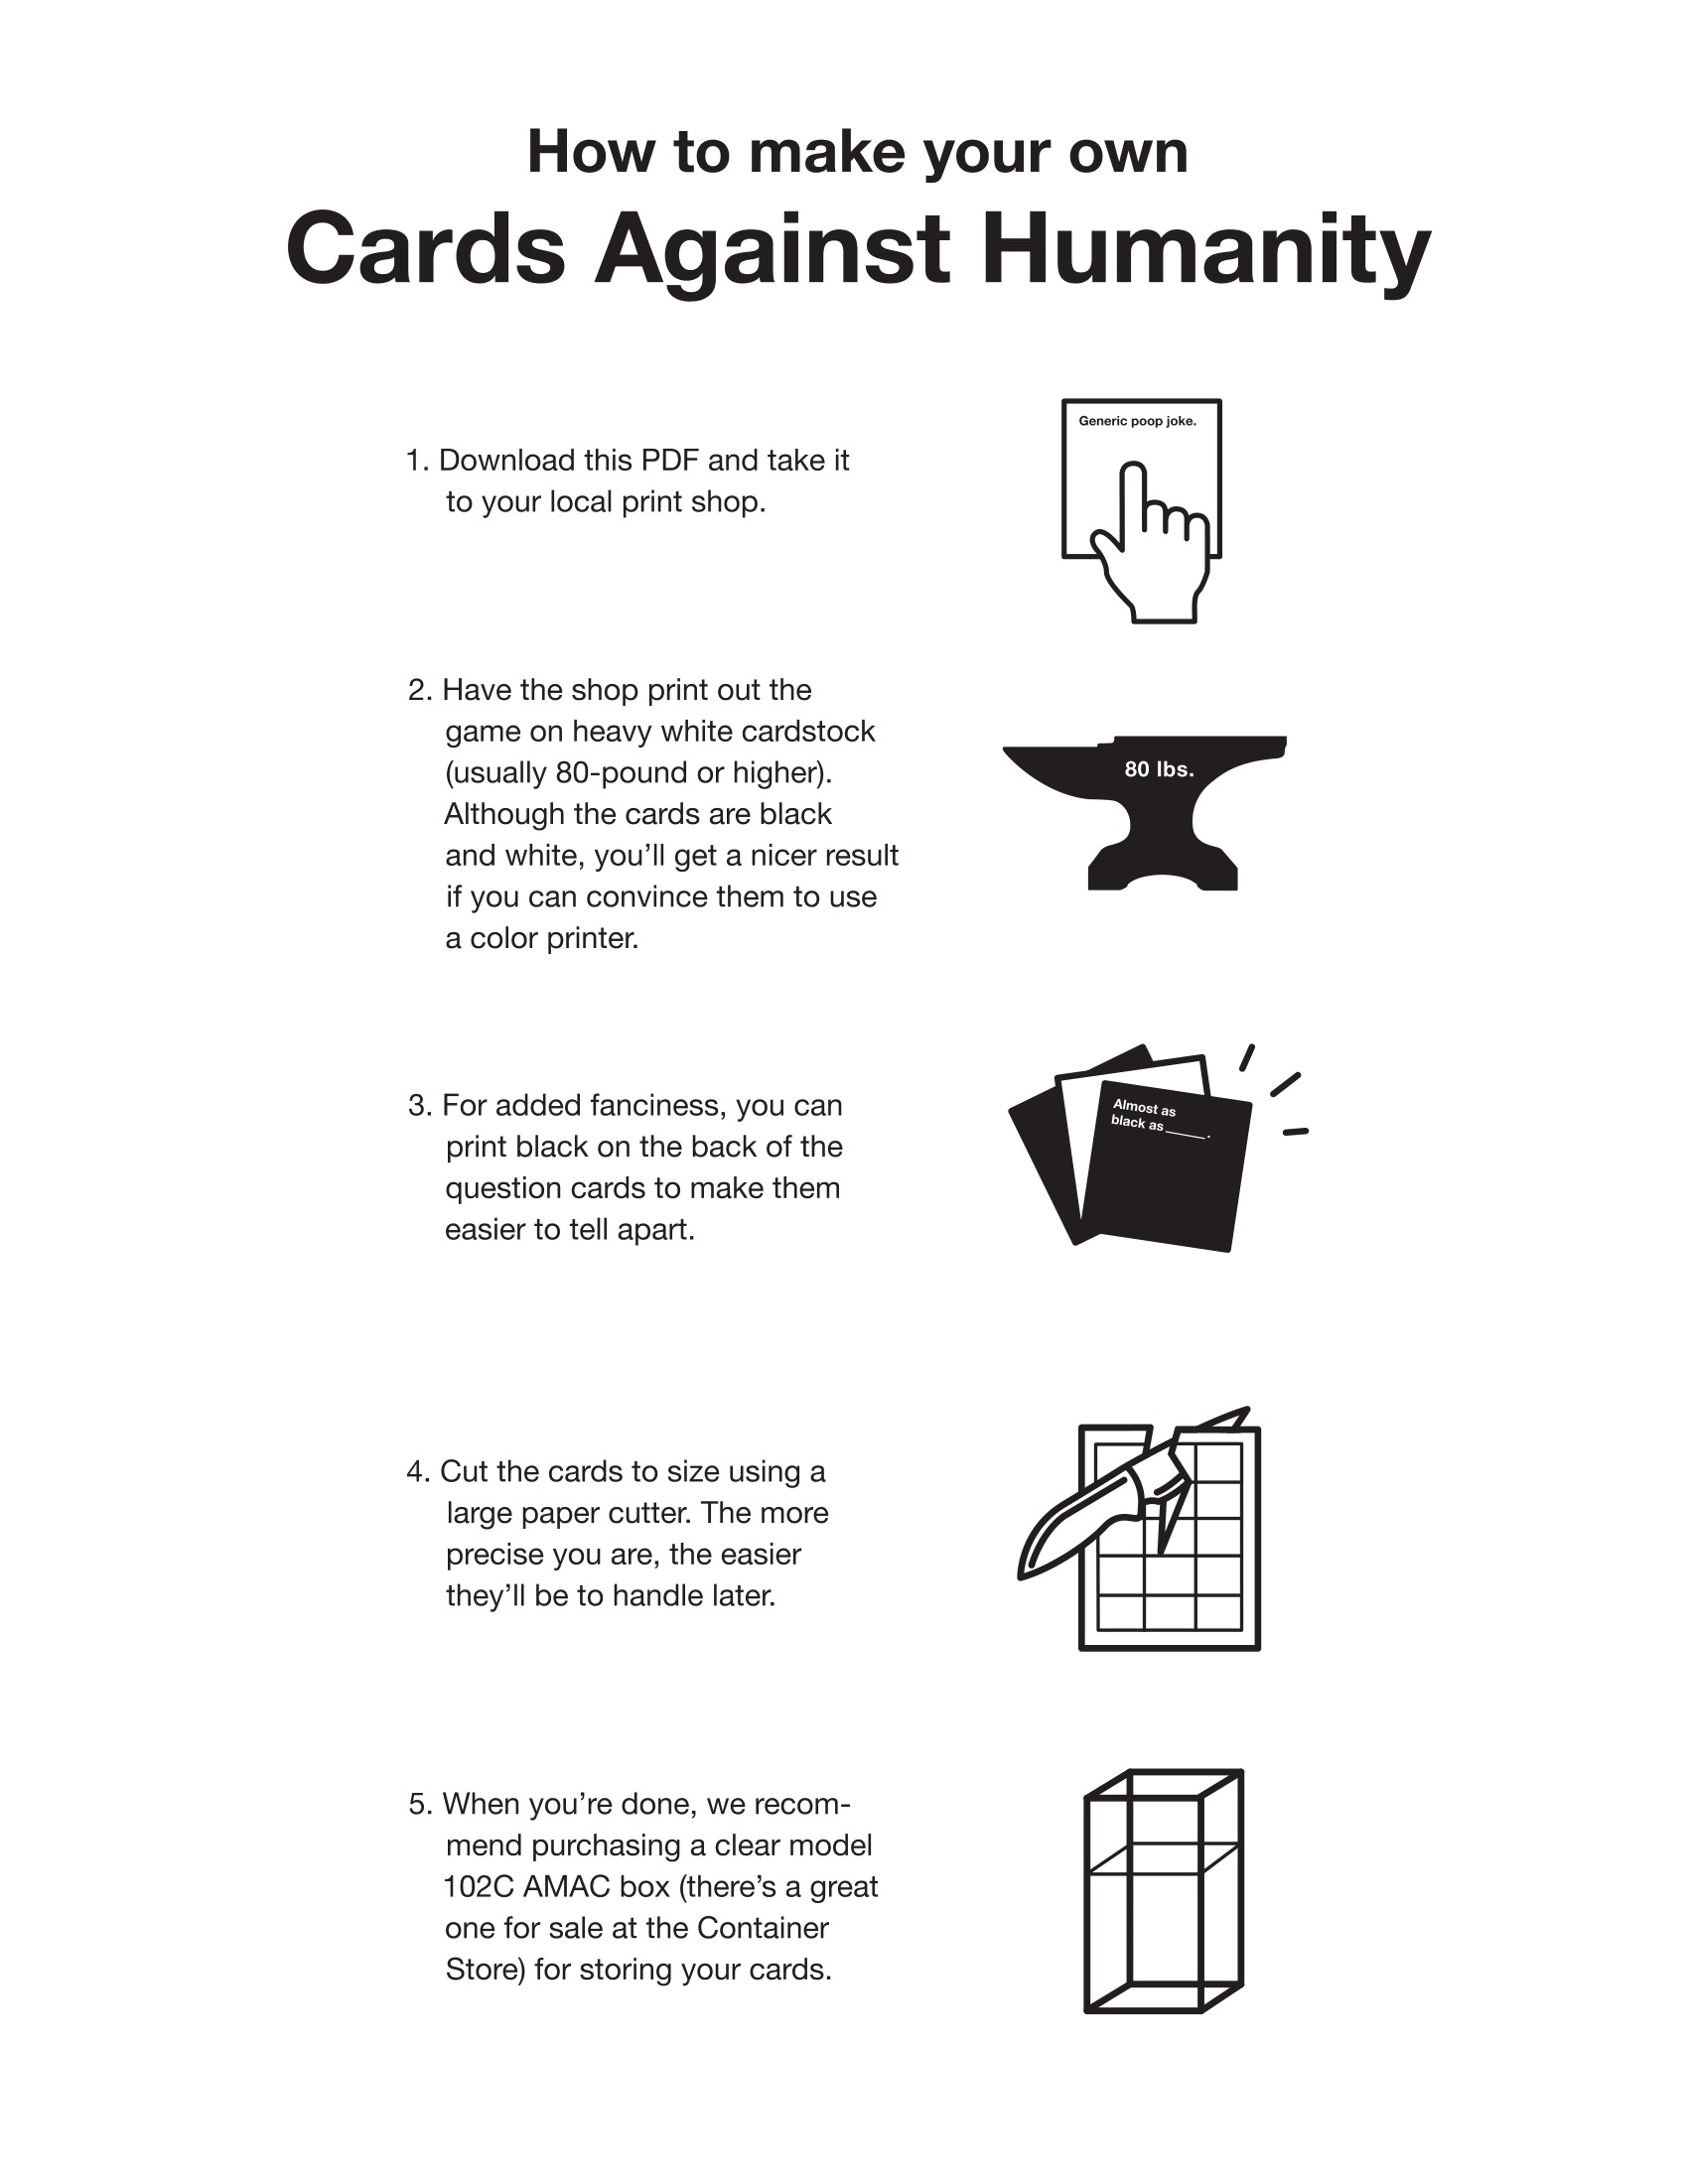 How to make your own
Cards Against Humanity
1. Download this PDF and take it
to your local print shop.
Generic poop joke.
2. Have the shop print out the
game on heavy white cardstock
(usually 80-pound or higher).
Although the cards are black
and white, you’ll get a nicer result
if you can convince them to use
a color printer.
80 lbs.
3. For added fanciness, you can
print black on the back of the
question cards to make them
easier to tell apart.
Almost as
black as ______.
4. Cut the cards to size using a
large paper cutter. The more
precise you are, the easier
they’ll be to handle later.
5. When you’re done, we recom-
mend purchasing a clear model
102C AMAC box (there’s a great
one for sale at the Container
Store) for storing your cards.